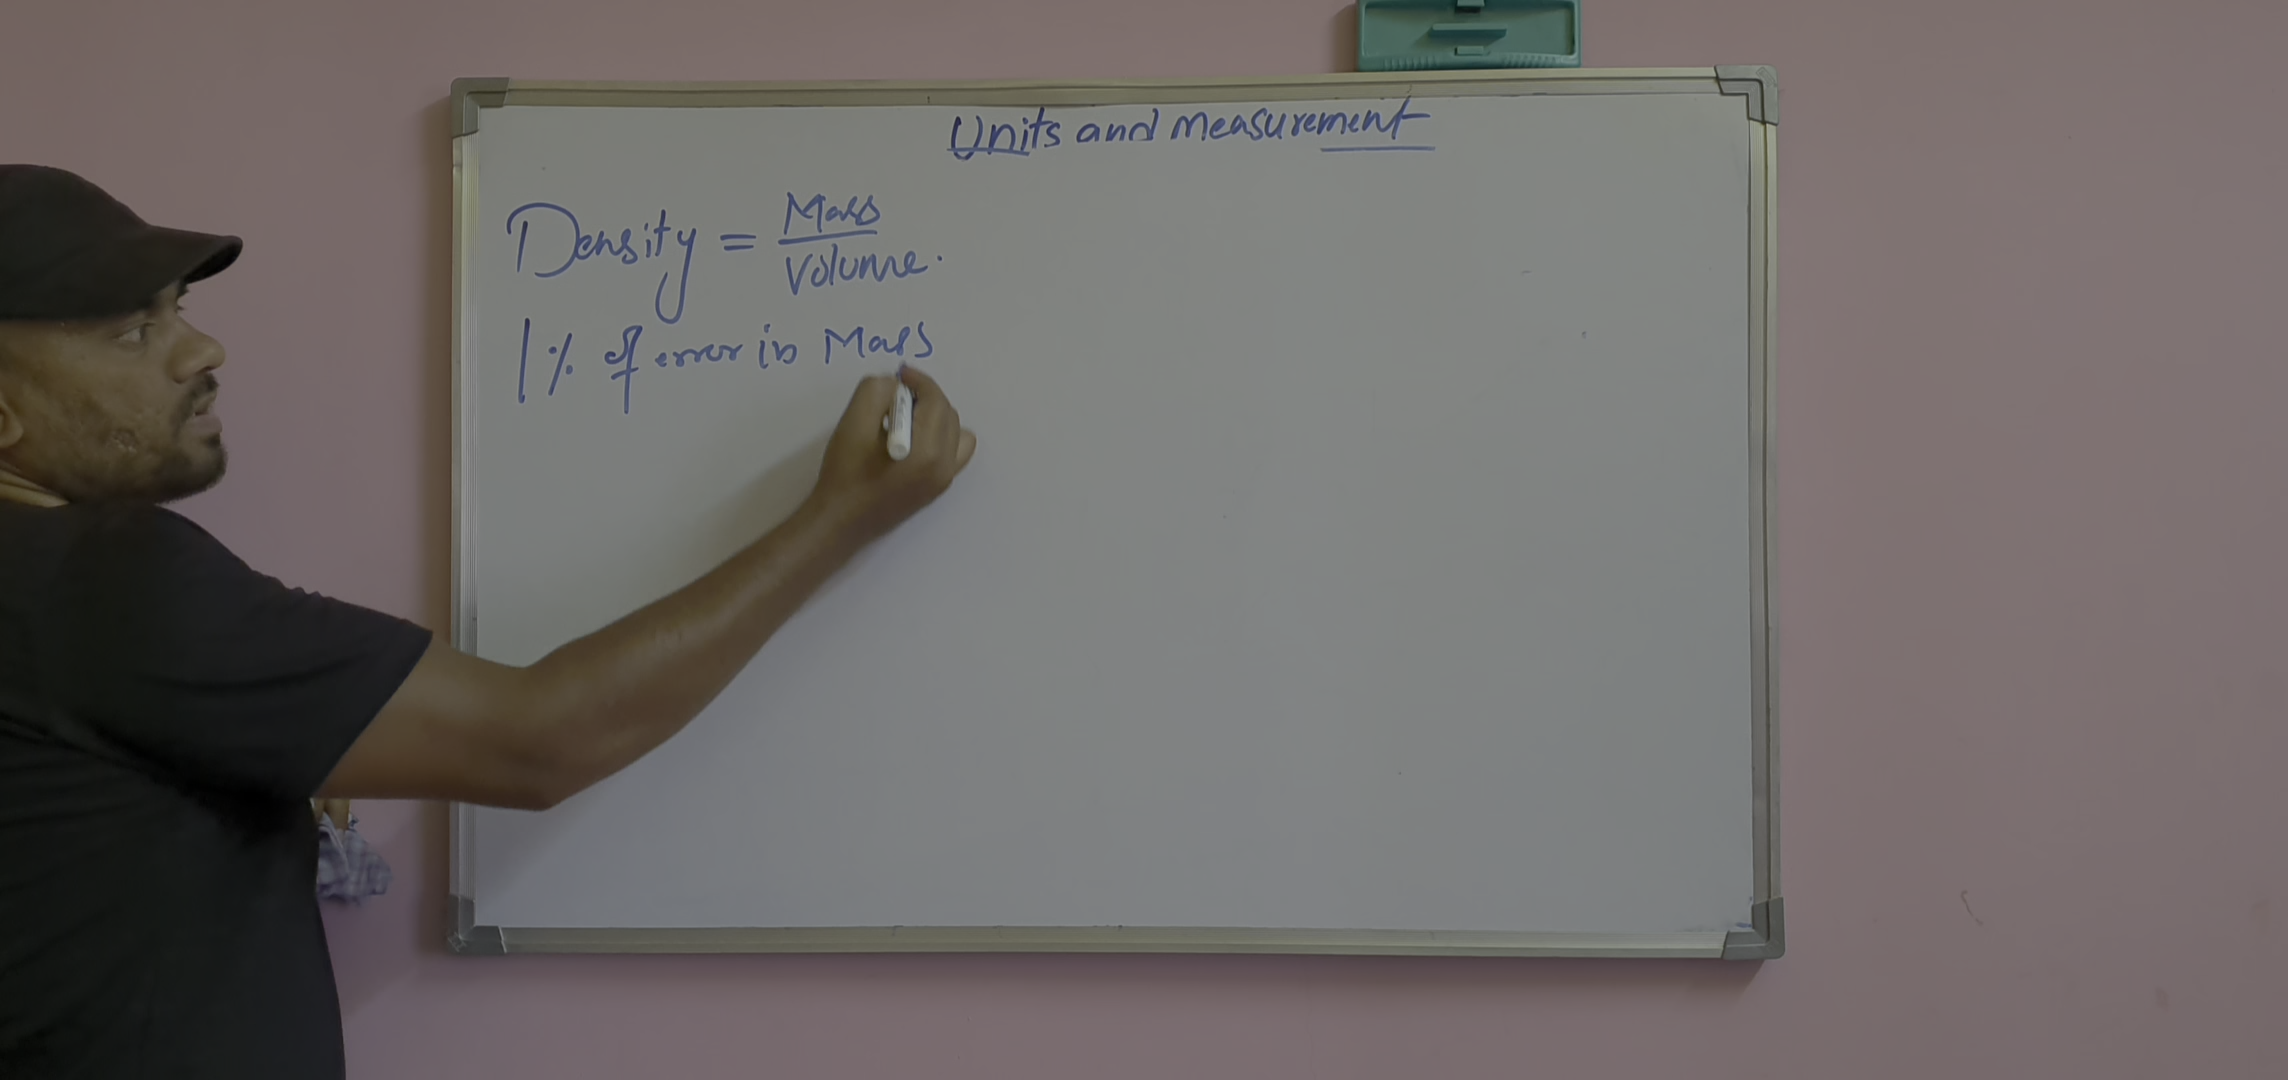 Units and measurement
Density = Mass / Volume.
1% of error in Mass